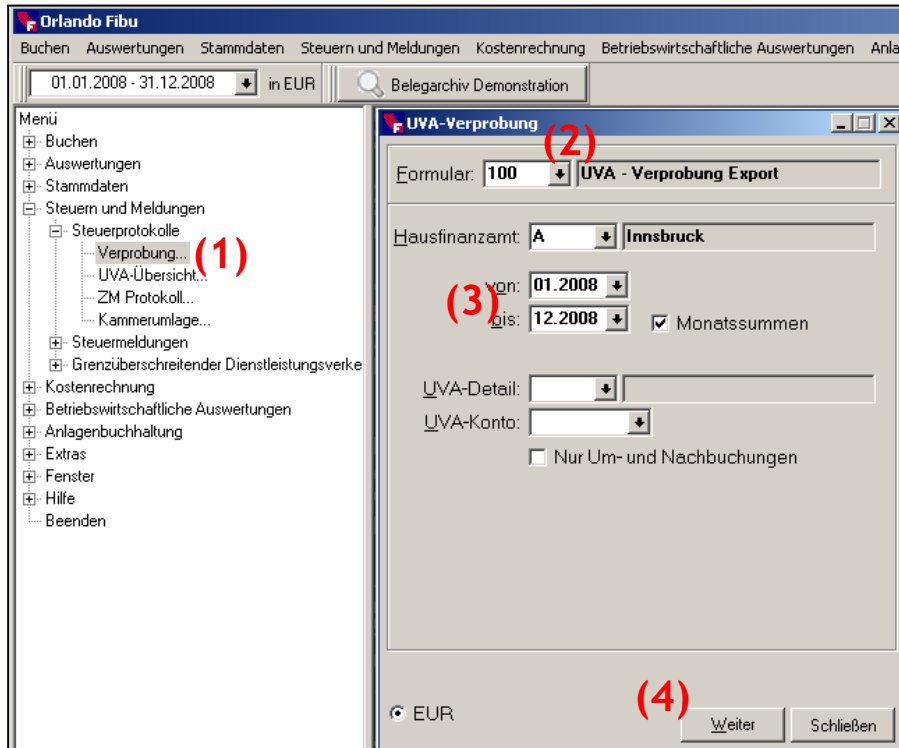 Orlando Fibu
Buchen Auswertungen Stammdaten Steuern und Meldungen Kostenrechnung Betriebswirtschaftliche Auswertungen Anla
01.01.2008 - 31.12.2008 in EUR Belegarchiv Demonstration
Menü
Buchen
Auswertungen
Stammdaten
Steuern und Meldungen
Steuerprotokolle
Verprobung... (1)
UVA-Übersicht...
ZM Protokoll...
Kammerumlage...
Steuermeldungen
Grenzüberschreitender Dienstleistungsverke
Kostenrechnung
Betriebswirtschaftliche Auswertungen
Anlagenbuchhaltung
Extras
Fenster
Hilfe
Beenden
UVA-Verprobung
(2)
Formular: 100 UVA - Verprobung Export
Hausfinanzamt: A Innsbruck
von: 01.2008
(3)
bis: 12.2008 Monatssummen
UVA-Detail:
UVA-Konto:
Nur Um- und Nachbuchungen
(4)
EUR Weiter Schließen